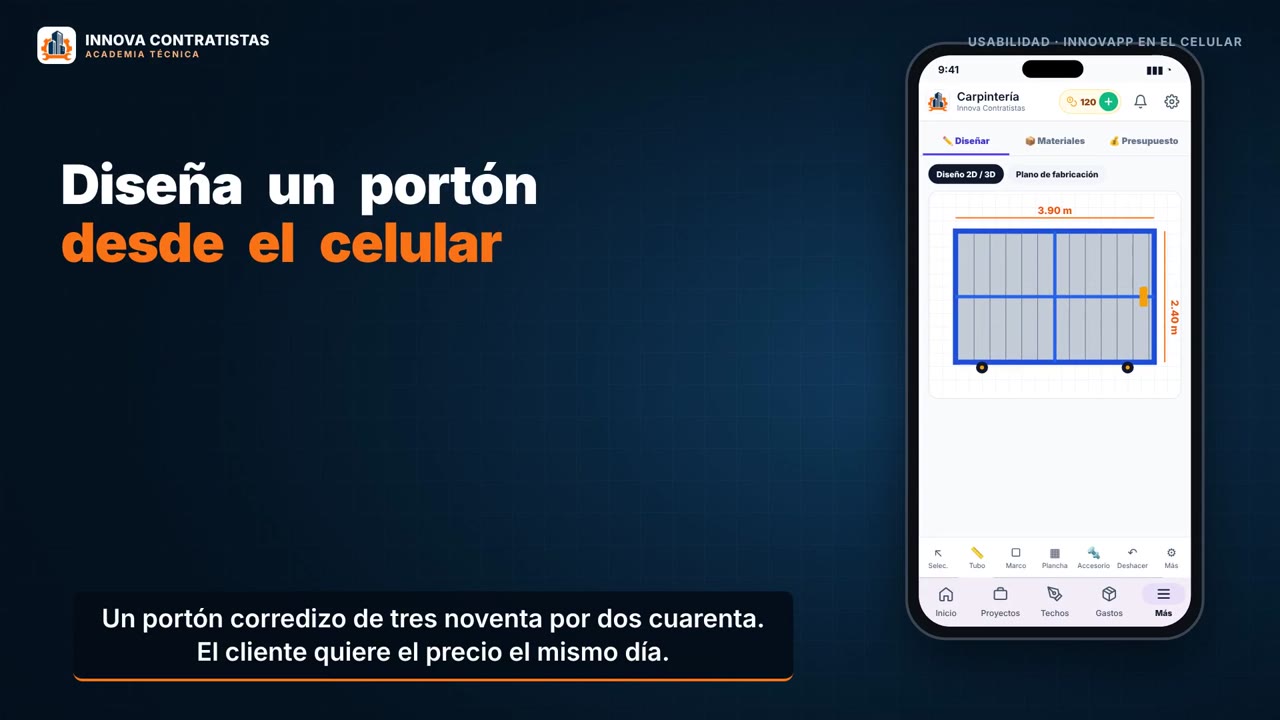 INNOVA CONTRATISTAS
ACADEMIA TÉCNICA
USABILIDAD · INNOVAPP EN EL CELULAR
Diseña un portón
desde el celular
9:41
Carpintería
Innova Contratistas
120
Diseñar
Materiales
Presupuesto
Diseño 2D / 3D
Plano de fabricación
3.90 m
2.40 m
Selec.
Tubo
Marco
Plancha
Accesorio
Deshacer
Más
Inicio
Proyectos
Techos
Gastos
Más
Un portón corredizo de tres noventa por dos cuarenta.
El cliente quiere el precio el mismo día.